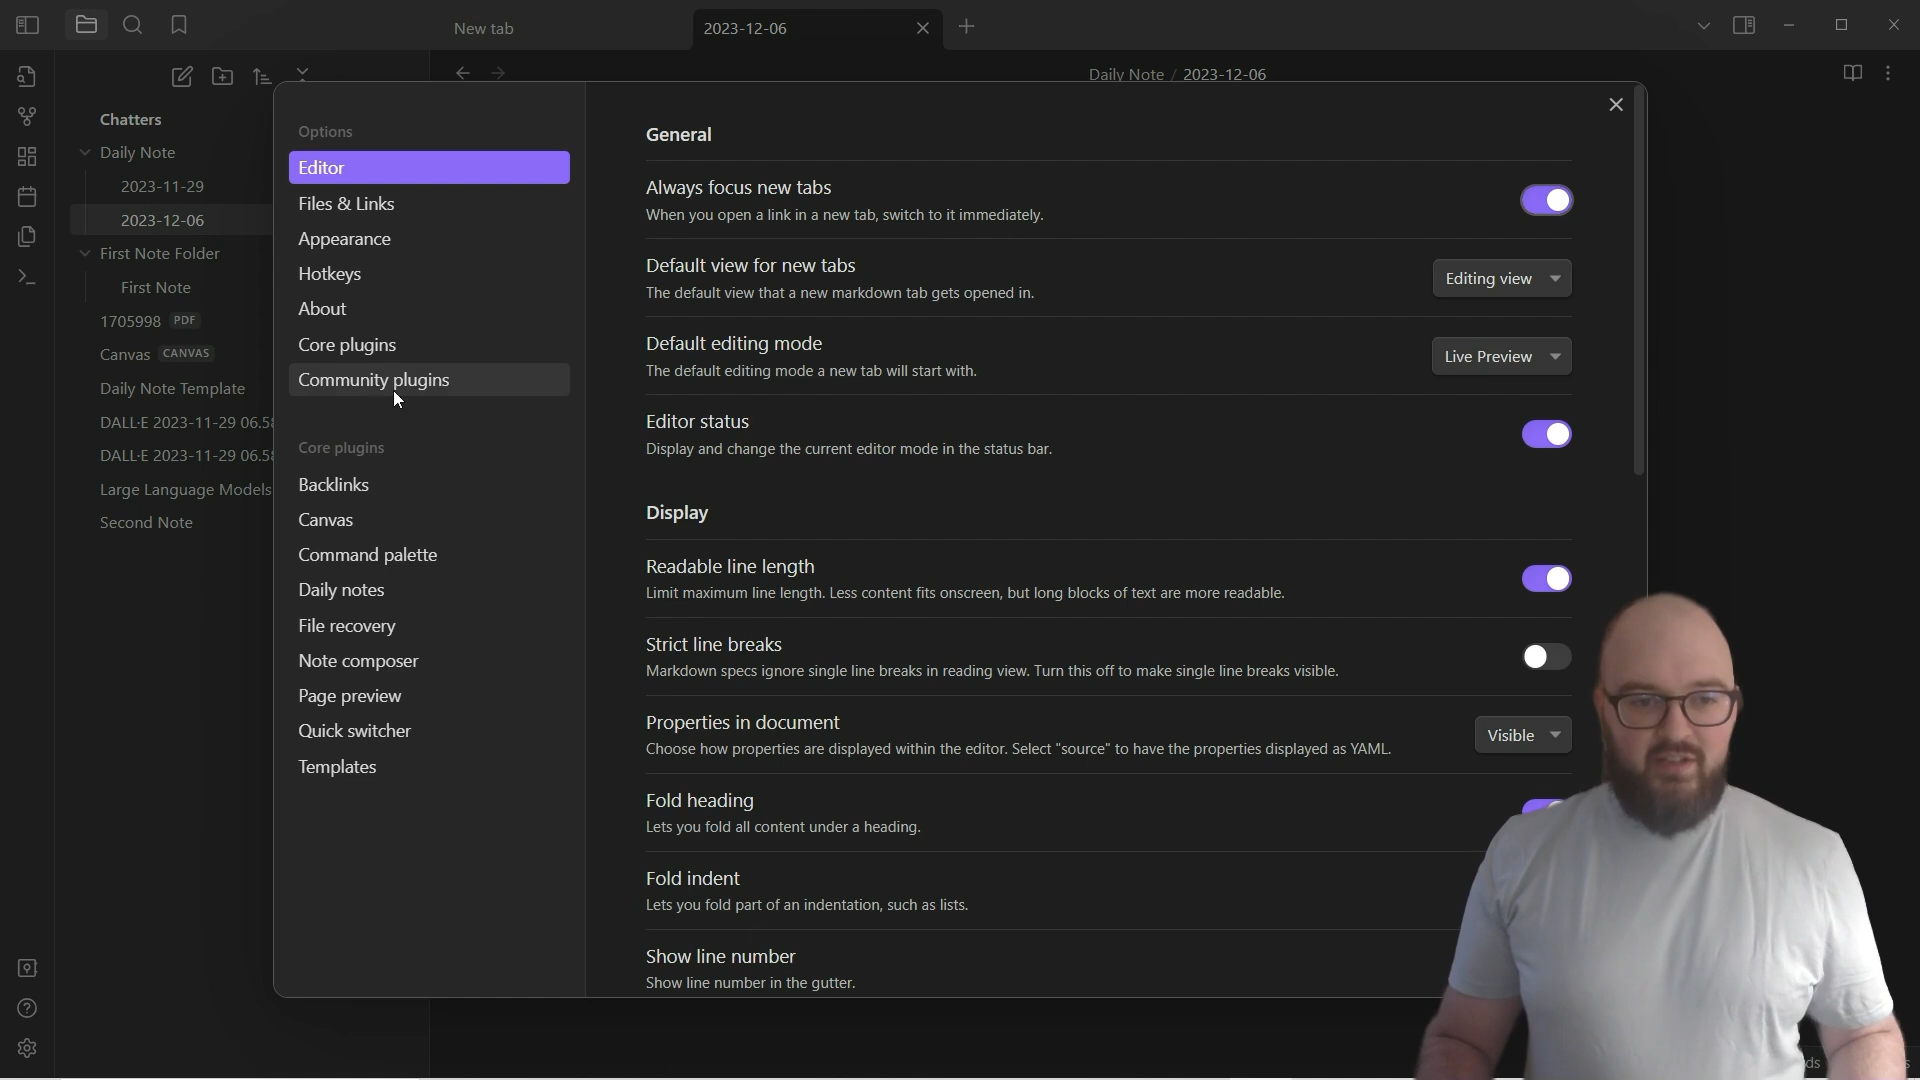 New tab
2023-12-06
Daily Note / 2023-12-06
Chatters
Daily Note
2023-11-29
2023-12-06
First Note Folder
First Note
1705998 PDF
Canvas CANVAS
Daily Note Template
DALL·E 2023-11-29 06.5
DALL·E 2023-11-29 06.5
Large Language Models
Second Note
Options
Editor
Files & Links
Appearance
Hotkeys
About
Core plugins
Community plugins
Core plugins
Backlinks
Canvas
Command palette
Daily notes
File recovery
Note composer
Page preview
Quick switcher
Templates
General
Always focus new tabs
When you open a link in a new tab, switch to it immediately.
Default view for new tabs
The default view that a new markdown tab gets opened in.
Editing view
Default editing mode
The default editing mode a new tab will start with.
Live Preview
Editor status
Display and change the current editor mode in the status bar.
Display
Readable line length
Limit maximum line length. Less content fits onscreen, but long blocks of text are more readable.
Strict line breaks
Markdown specs ignore single line breaks in reading view. Turn this off to make single line breaks visible.
Properties in document
Choose how properties are displayed within the editor. Select "source" to have the properties displayed as YAML.
Visible
Fold heading
Lets you fold all content under a heading.
Fold indent
Lets you fold part of an indentation, such as lists.
Show line number
Show line number in the gutter.